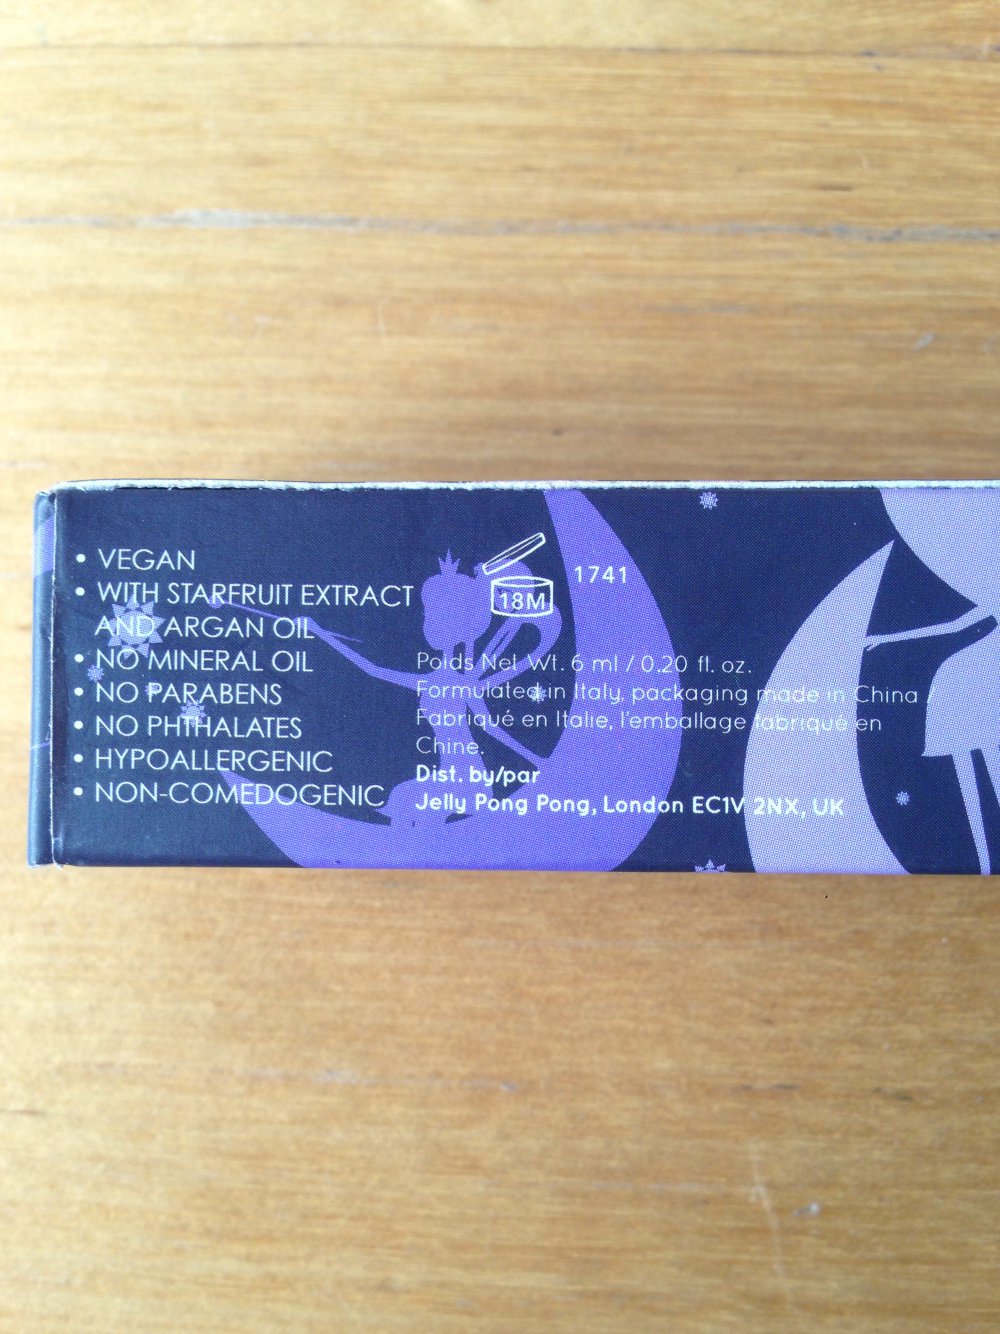 • VEGAN
• WITH STARFRUIT EXTRACT
AND ARGAN OIL
• NO MINERAL OIL
• NO PARABENS
• NO PHTHALATES
• HYPOALLERGENIC
• NON-COMEDOGENIC
18M
1741
Poids Net Wt. 6 ml / 0.20 fl. oz.
Formulated in Italy, packaging made in China /
Fabriqué en Italie, l'emballage fabriqué en
Chine.
Dist. by/par
Jelly Pong Pong, London EC1V 2NX, UK